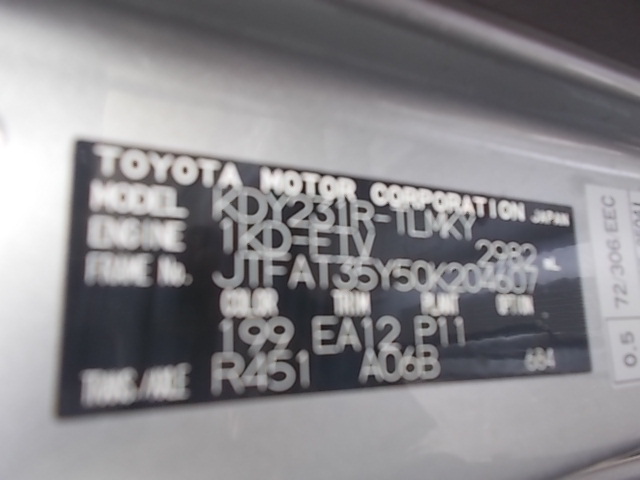 TOYOTA MOTOR CORPORATION JAPAN
MODEL KDY231R-TLMKY
ENGINE 1KD-FTV 2982 mL
FRAME No. JTFAT35Y50K204607
COLOR TRIM PLANT OPTION
199 EA12 P11
TRANS/AXLE R451 A06B 684
72/306 EEC
0.5